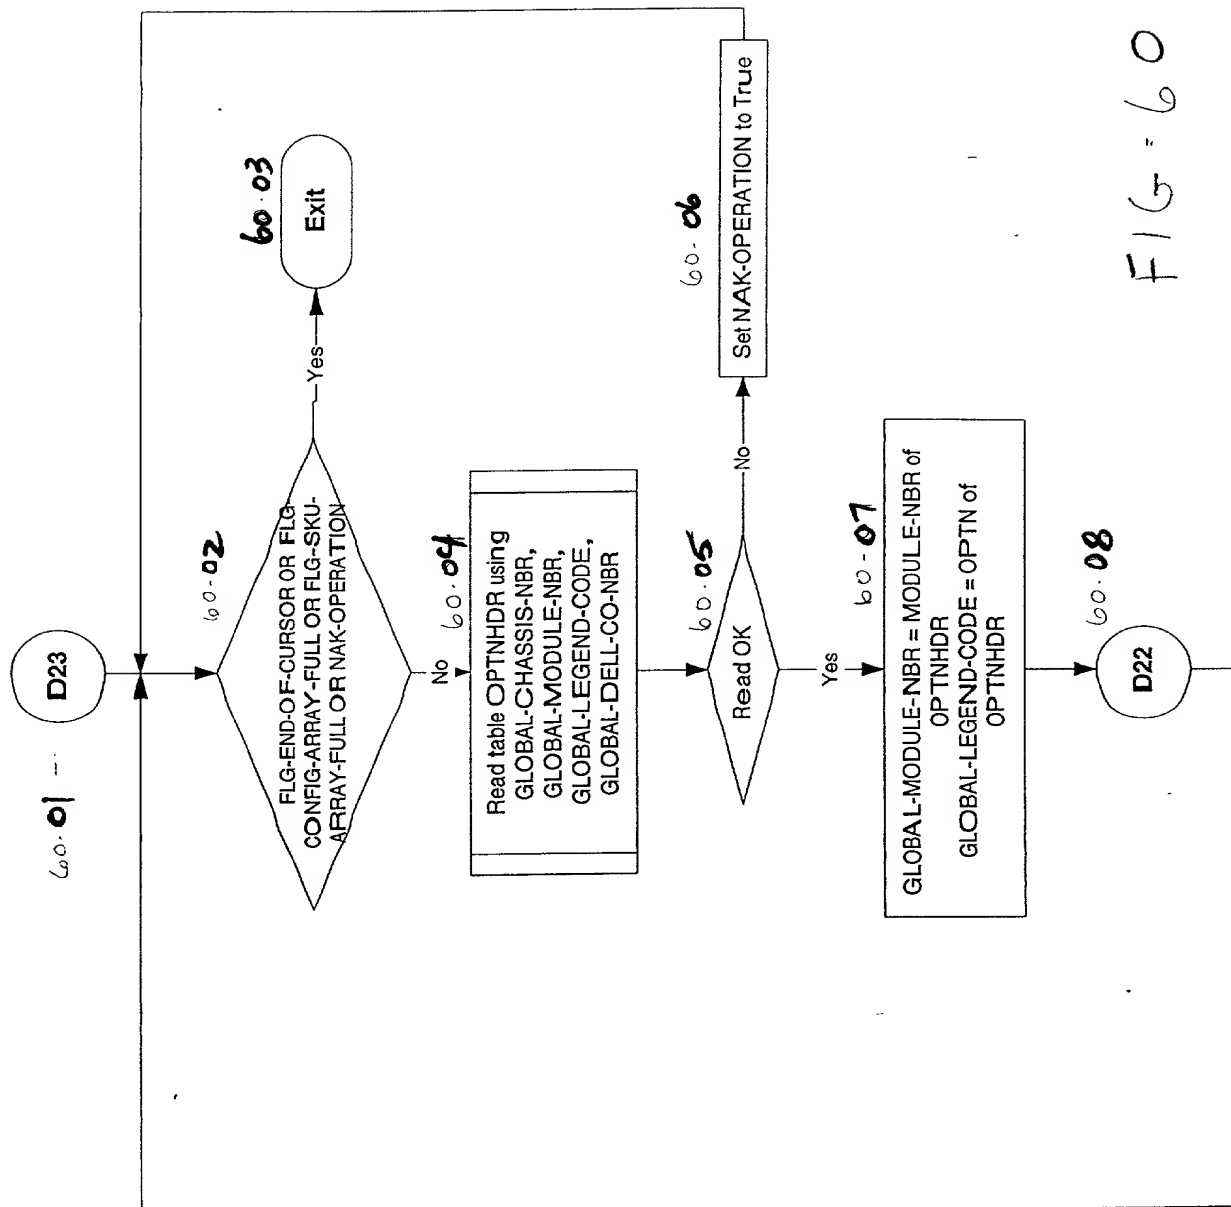 60.01
D23
60.02
FLG-END-OF-CURSOR OR FLG-
CONFIG-ARRAY-FULL OR FLG-SKU-
ARRAY-FULL OR NAK-OPERATION
Yes
60.03
Exit
No
60.04
Read table OPTNHDR using
GLOBAL-CHASSIS-NBR,
GLOBAL-MODULE-NBR,
GLOBAL-LEGEND-CODE,
GLOBAL-DELL-CO-NBR
60.05
Read OK
No
60.06
Set NAK-OPERATION to True
Yes
60.07
GLOBAL-MODULE-NBR = MODULE-NBR of
OPTNHDR
GLOBAL-LEGEND-CODE = OPTN of
OPTNHDR
60.08
D22
FIG-60